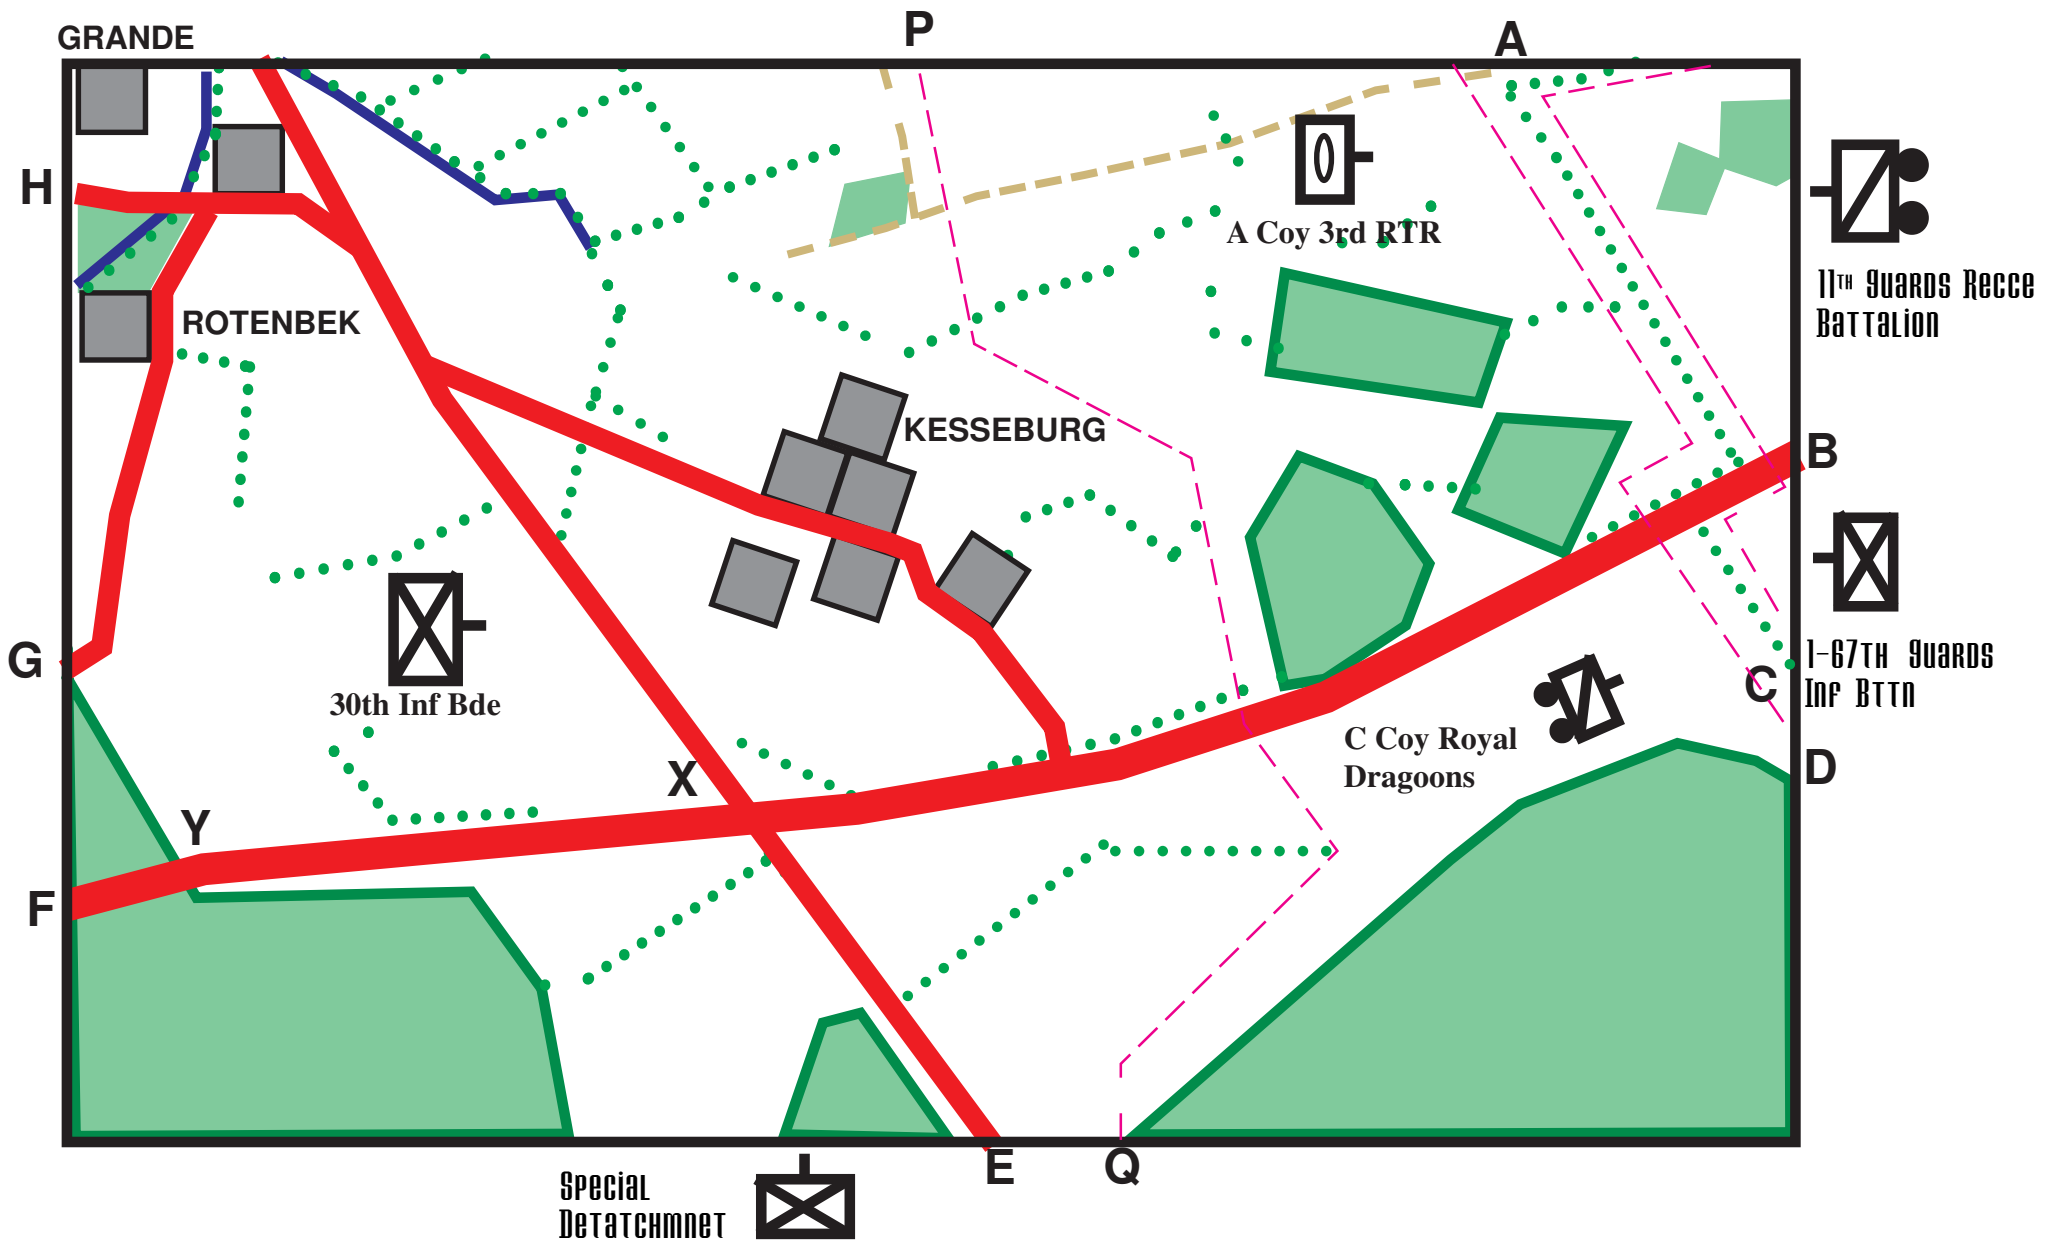 GRANDE
P
A
H
A Coy 3rd RTR
11TH GUARDS RECCE
BATTALION
ROTENBEK
KESSEBURG
B
G
1-67TH GUARDS
C
INF BTTN
30th Inf Bde
C Coy Royal
Dragoons
X
D
Y
F
E
Q
SPECIAL
DETATCHMNET